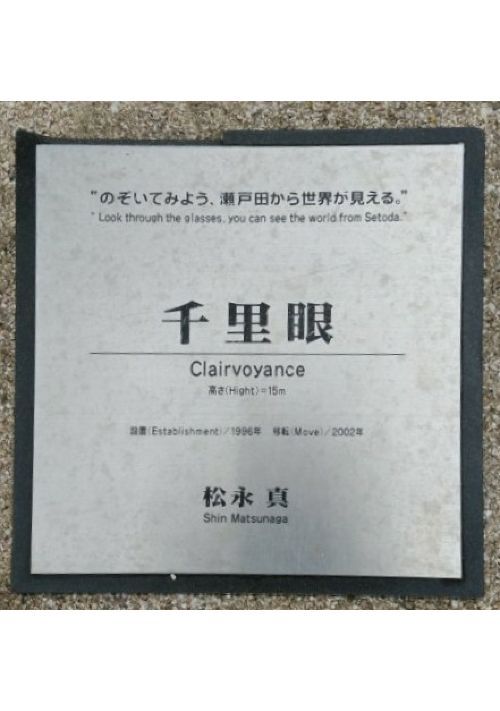 "のぞいてみよう、瀬戸田から世界が見える。"
"Look through the glasses, you can see the world from Setoda."
千里眼
Clairvoyance
高さ(Hight)=15m
設置(Establishment)/1996年 移転(Move)/2002年
松永 真
Shin Matsunaga